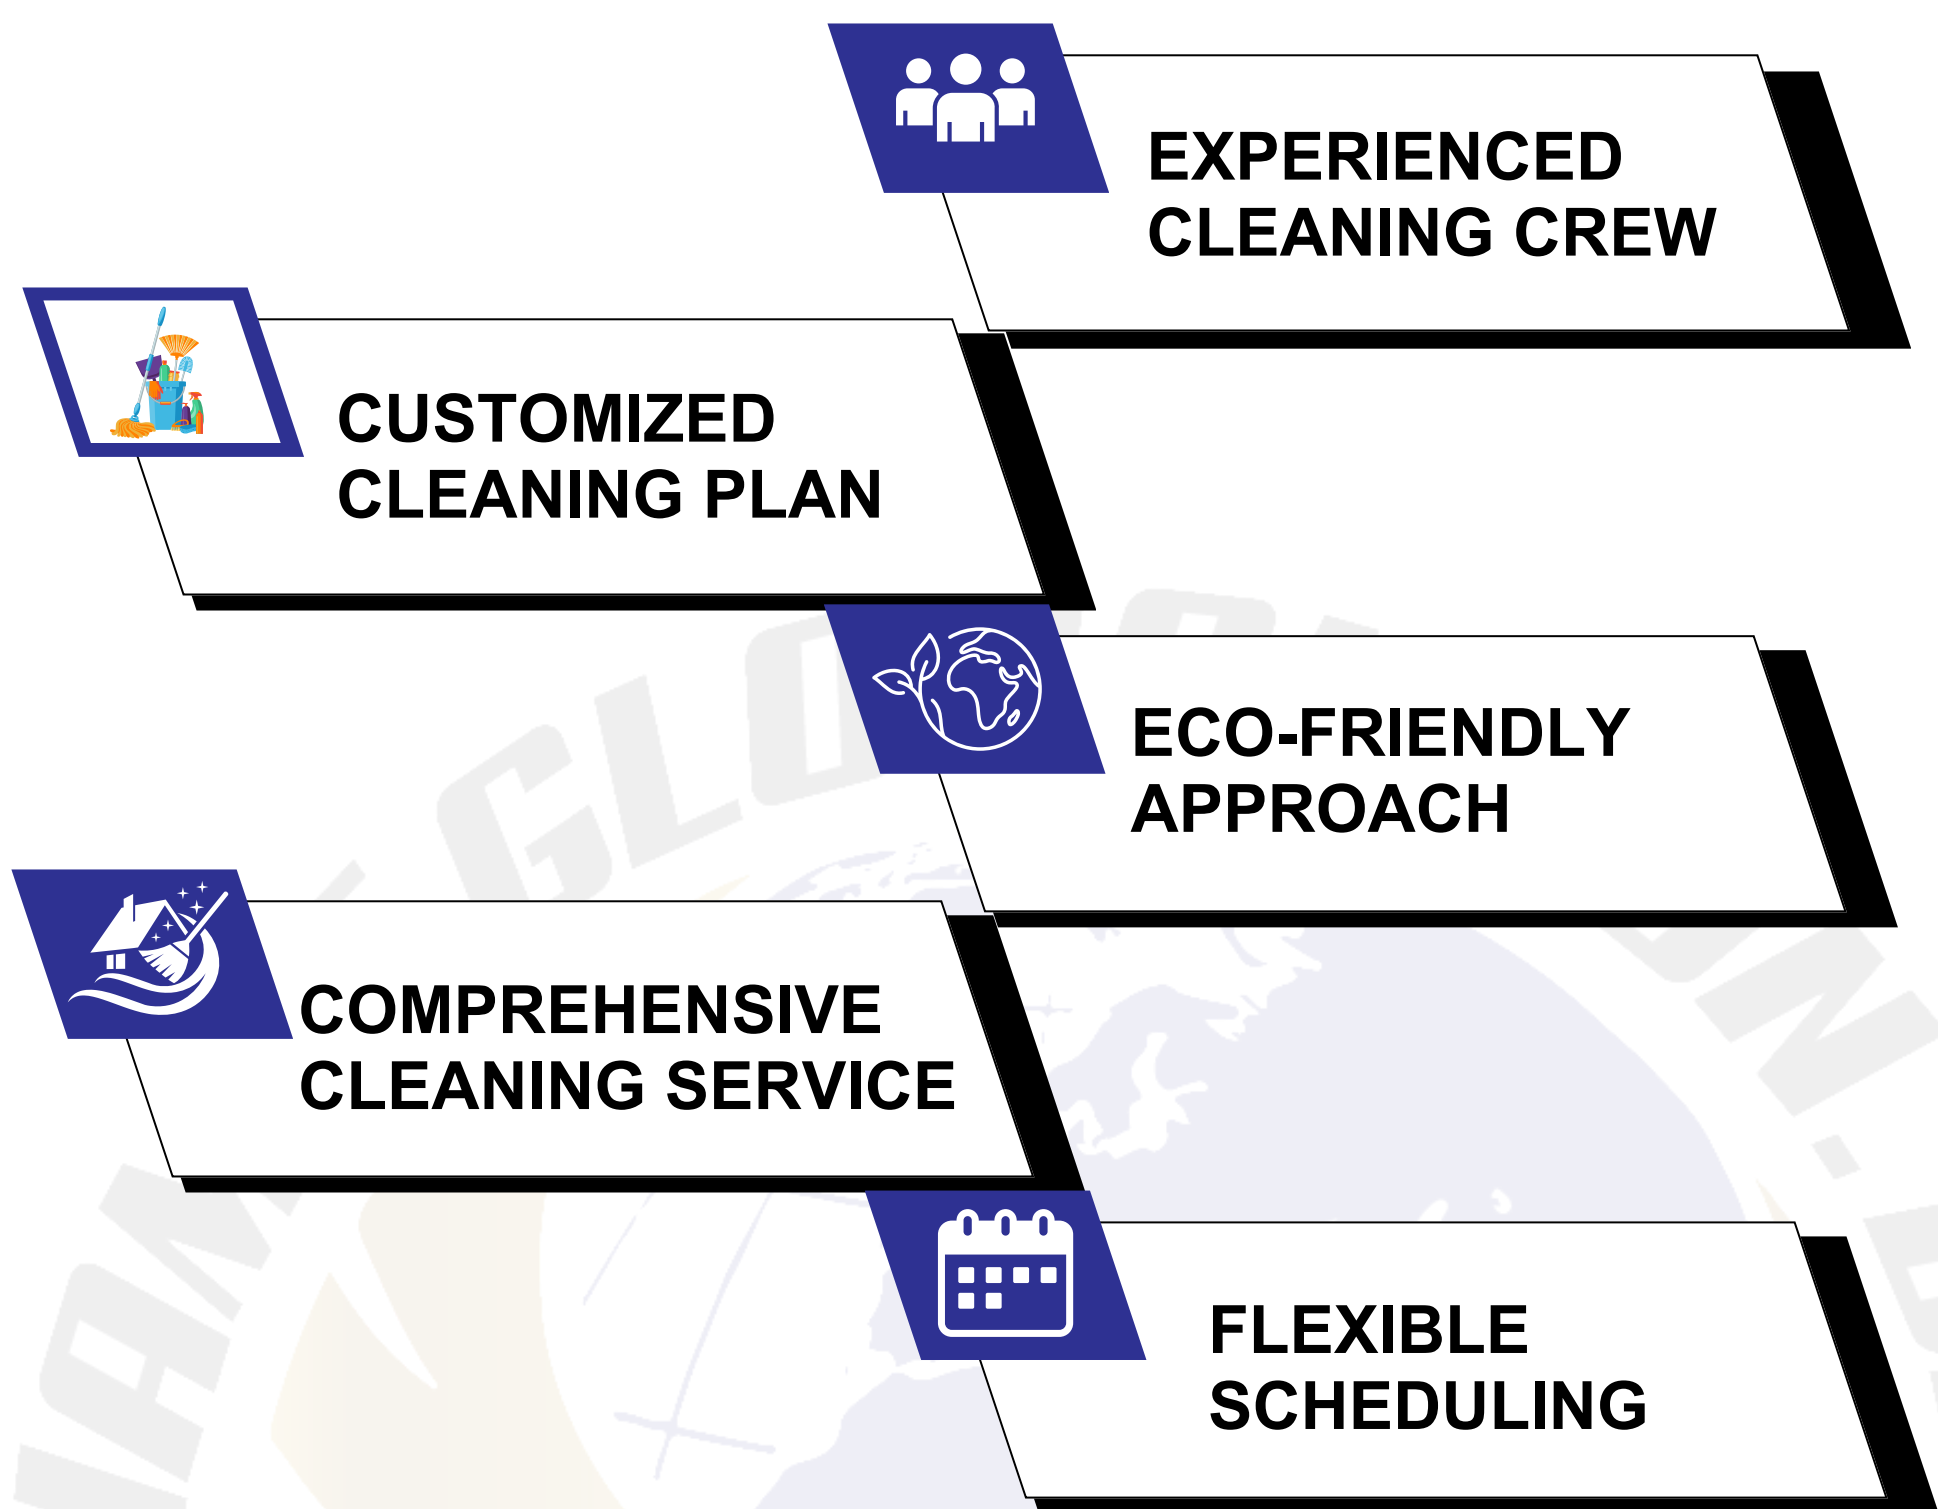 EXPERIENCED
CLEANING CREW
CUSTOMIZED
CLEANING PLAN
ECO-FRIENDLY
APPROACH
COMPREHENSIVE
CLEANING SERVICE
FLEXIBLE
SCHEDULING